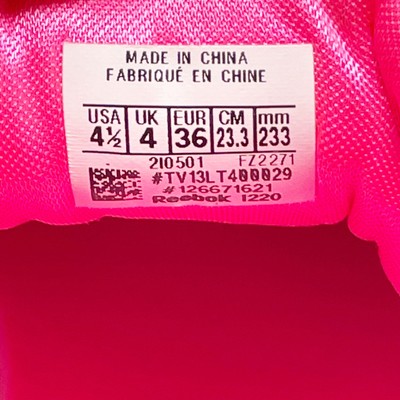 MADE IN CHINA
FABRIQUÉ EN CHINE
USA UK EUR CM mm
4½ 4 36 23.3 233
210501 FZ2271
#TV13LT400029
#126671621
Reebok 1220